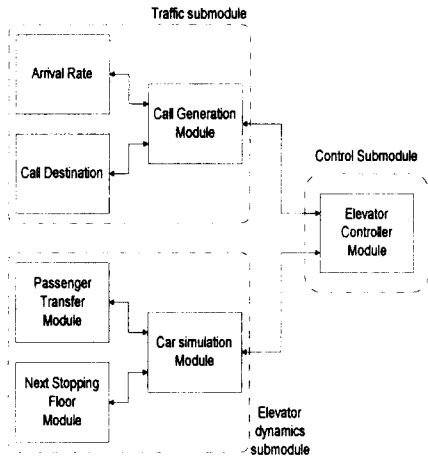 Traffic submodule
Arrival Rate
Call Generation
Module
Call Destination
Control Submodule
Elevator
Controller
Module
Passenger
Transfer
Module
Car simulation
Module
Next Stopping
Floor
Module
Elevator
dynamics
submodule